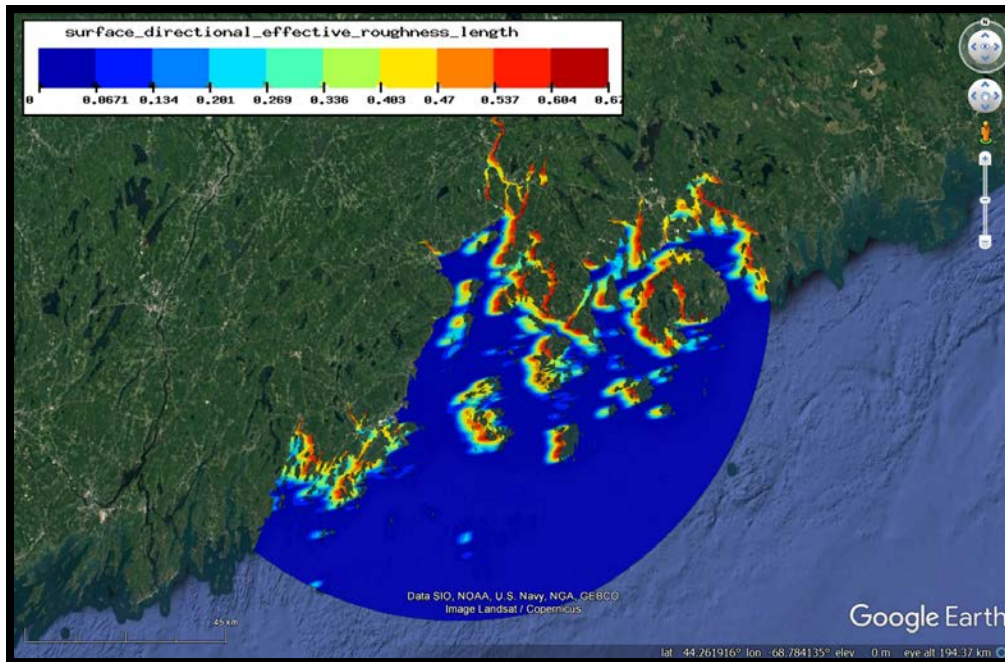 surface_directional_effective_roughness_length
0 0.0671 0.134 0.201 0.269 0.336 0.403 0.47 0.537 0.604 0.67
N
Data SIO, NOAA, U.S. Navy, NGA, GEBCO
Image Landsat / Copernicus
Google Earth
45 km
lat 44.261916° lon -68.784135° elev 0 m eye alt 194.37 km